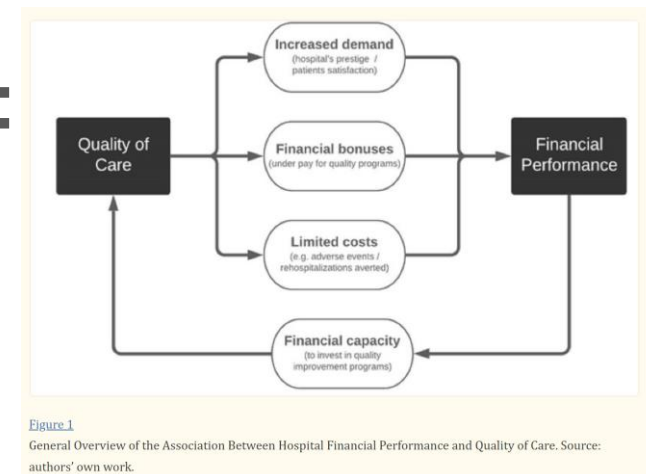 Increased demand
(hospital's prestige /
patients satisfaction)
Quality of
Care
Financial bonuses
(under pay for quality programs)
Financial
Performance
Limited costs
(e.g. adverse events /
rehospitalizations averted)
Financial capacity
(to invest in quality
improvement programs)
Figure 1
General Overview of the Association Between Hospital Financial Performance and Quality of Care. Source:
authors' own work.